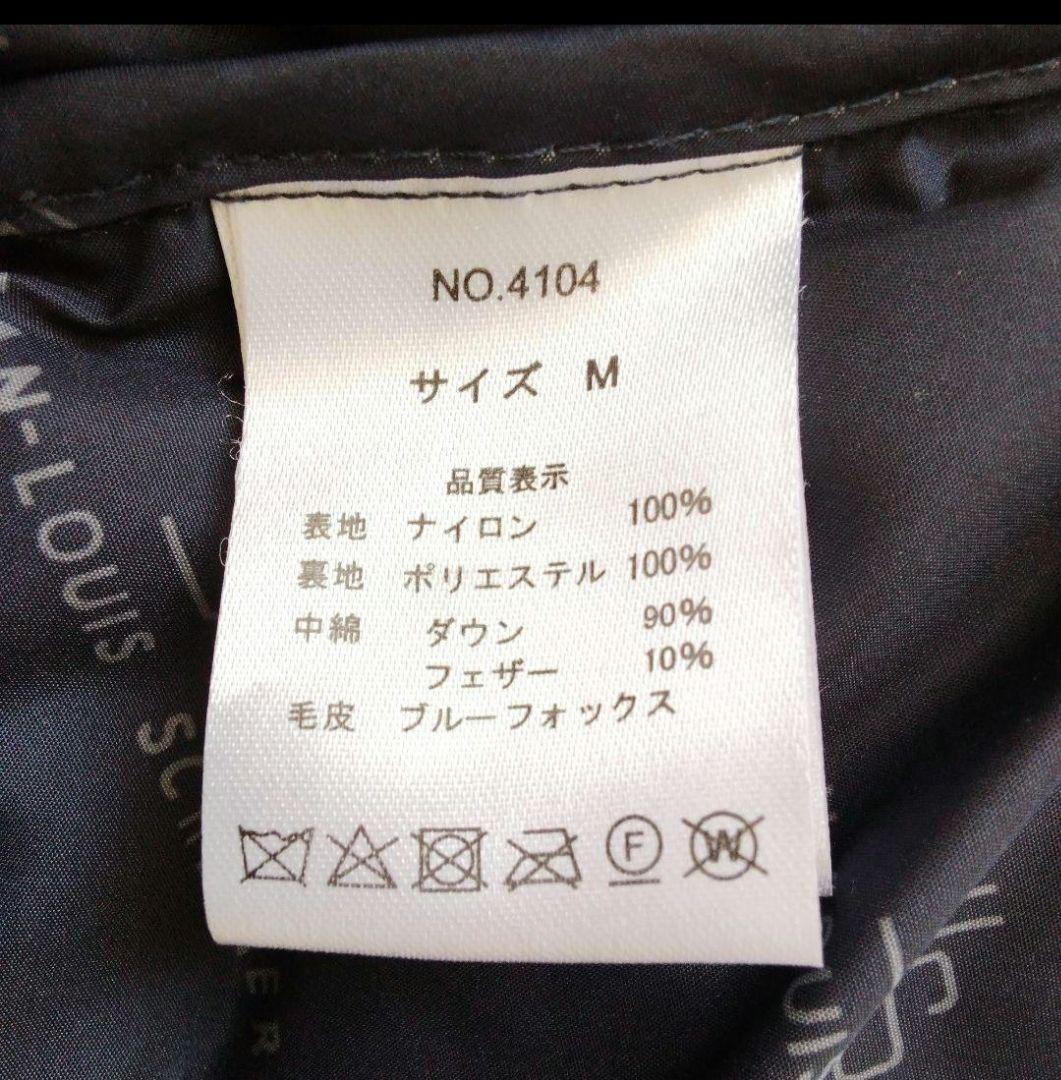 NO.4104
サイズ M
品質表示
表地 ナイロン 100%
裏地 ポリエステル 100%
中綿 ダウン 90%
フェザー 10%
毛皮 ブルーフォックス
F W
AN-LOUIS